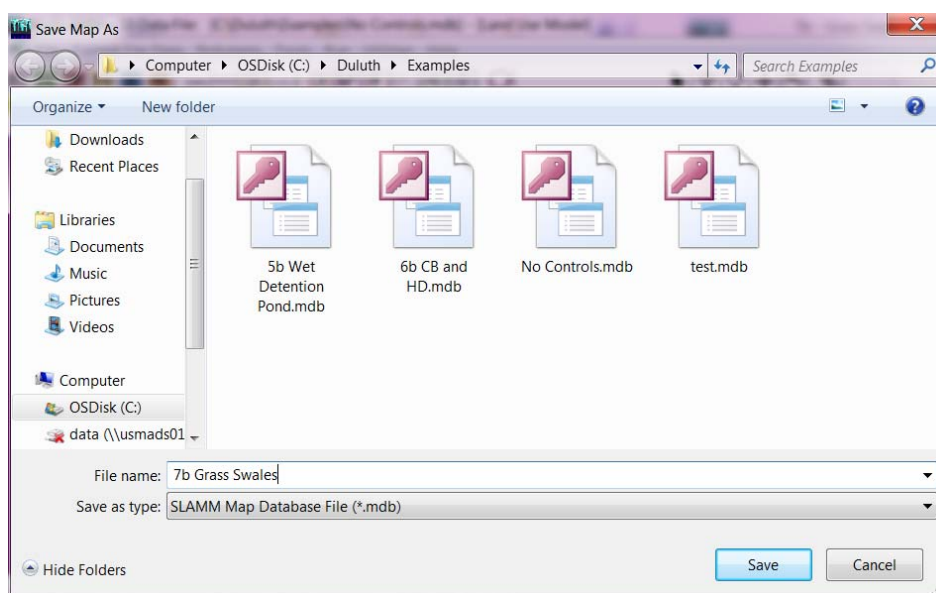 Save Map As
Computer ▸ OSDisk (C:) ▸ Duluth ▸ Examples
Search Examples
Organize
New folder
Downloads
Recent Places
Libraries
Documents
Music
Pictures
Videos
Computer
OSDisk (C:)
data (\\usmads01
5b Wet
Detention
Pond.mdb
6b CB and
HD.mdb
No Controls.mdb
test.mdb
File name: 7b Grass Swales
Save as type: SLAMM Map Database File (*.mdb)
Hide Folders
Save
Cancel